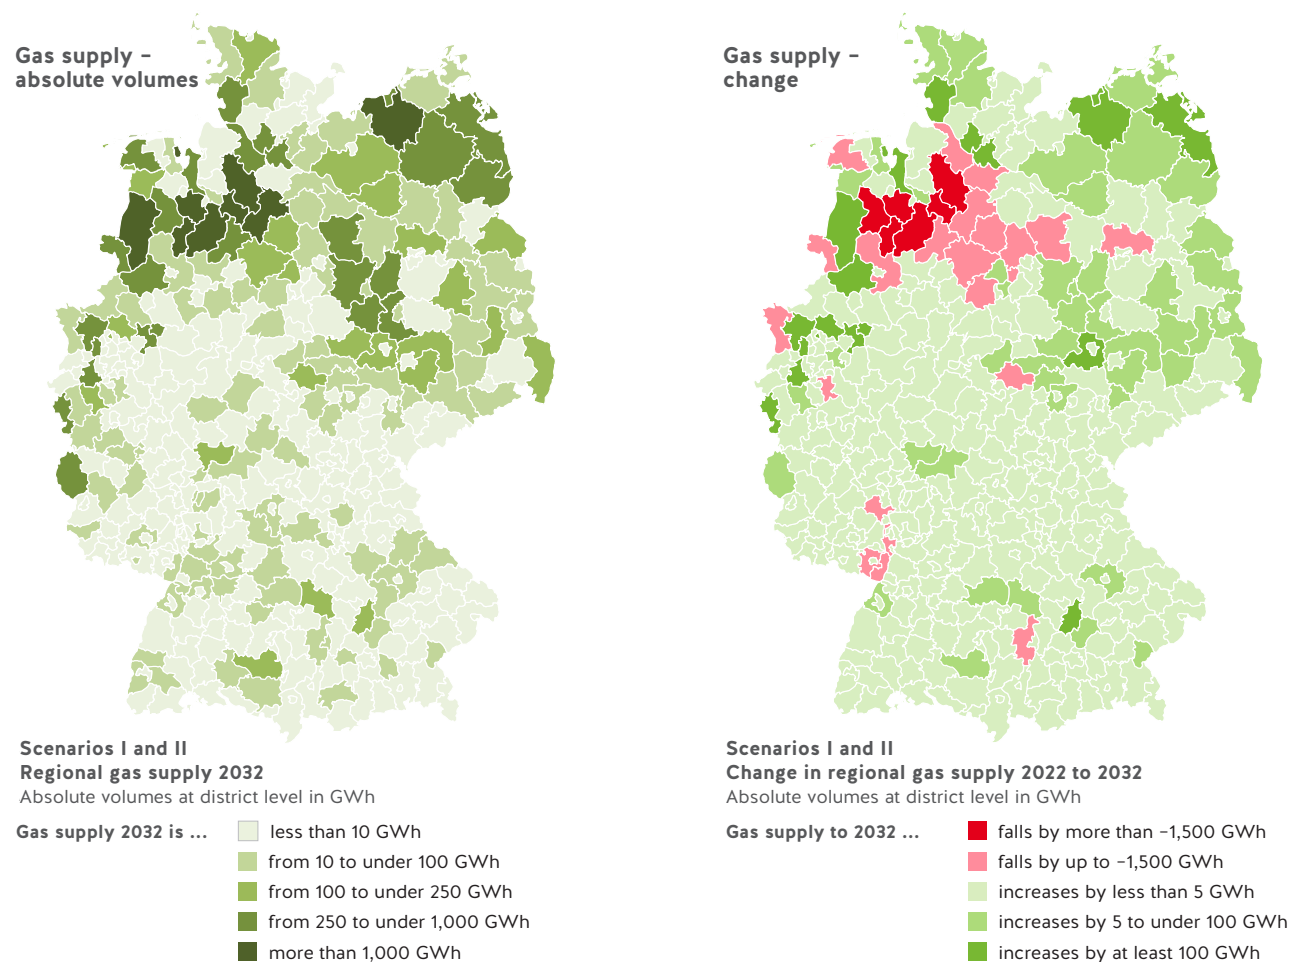 Gas supply –
absolute volumes
Scenarios I and II
Regional gas supply 2032
Absolute volumes at district level in GWh
Gas supply 2032 is ...
less than 10 GWh
from 10 to under 100 GWh
from 100 to under 250 GWh
from 250 to under 1,000 GWh
more than 1,000 GWh
Gas supply –
change
Scenarios I and II
Change in regional gas supply 2022 to 2032
Absolute volumes at district level in GWh
Gas supply to 2032 ...
falls by more than −1,500 GWh
falls by up to −1,500 GWh
increases by less than 5 GWh
increases by 5 to under 100 GWh
increases by at least 100 GWh